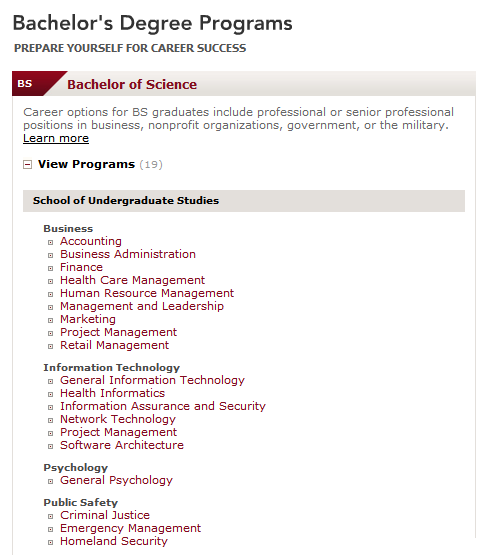 Bachelor's Degree Programs
PREPARE YOURSELF FOR CAREER SUCCESS
BS Bachelor of Science
Career options for BS graduates include professional or senior professional
positions in business, nonprofit organizations, government, or the military.
Learn more
View Programs (19)
School of Undergraduate Studies
Business
Accounting
Business Administration
Finance
Health Care Management
Human Resource Management
Management and Leadership
Marketing
Project Management
Retail Management
Information Technology
General Information Technology
Health Informatics
Information Assurance and Security
Network Technology
Project Management
Software Architecture
Psychology
General Psychology
Public Safety
Criminal Justice
Emergency Management
Homeland Security